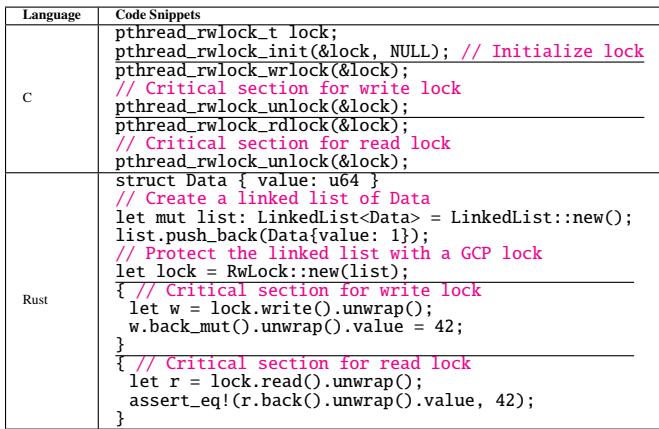 Language Code Snippets
C
pthread_rwlock_t lock;
pthread_rwlock_init(&lock, NULL); // Initialize lock
pthread_rwlock_wrlock(&lock);
// Critical section for write lock
pthread_rwlock_unlock(&lock);
pthread_rwlock_rdlock(&lock);
// Critical section for read lock
pthread_rwlock_unlock(&lock);
Rust
struct Data { value: u64 }
// Create a linked list of Data
let mut list: LinkedList<Data> = LinkedList::new();
list.push_back(Data{value: 1});
// Protect the linked list with a GCP lock
let lock = RwLock::new(list);
{ // Critical section for write lock
let w = lock.write().unwrap();
w.back_mut().unwrap().value = 42;
}
{ // Critical section for read lock
let r = lock.read().unwrap();
assert_eq!(r.back().unwrap().value, 42);
}